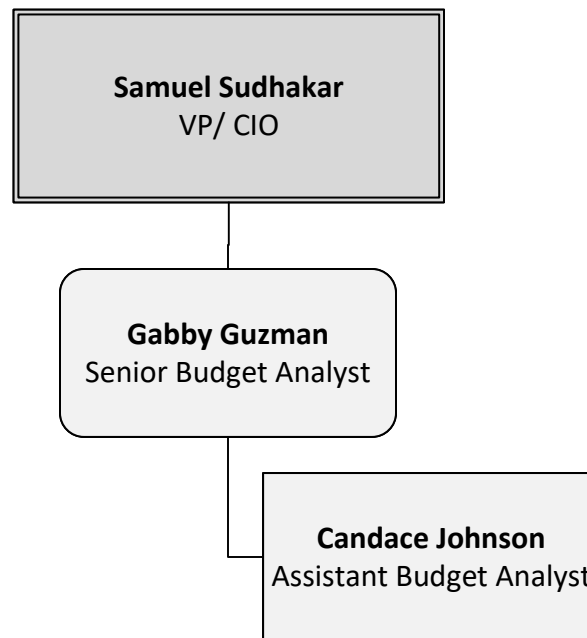 Samuel Sudhakar
VP/ CIO
Gabby Guzman
Senior Budget Analyst
Candace Johnson
Assistant Budget Analyst